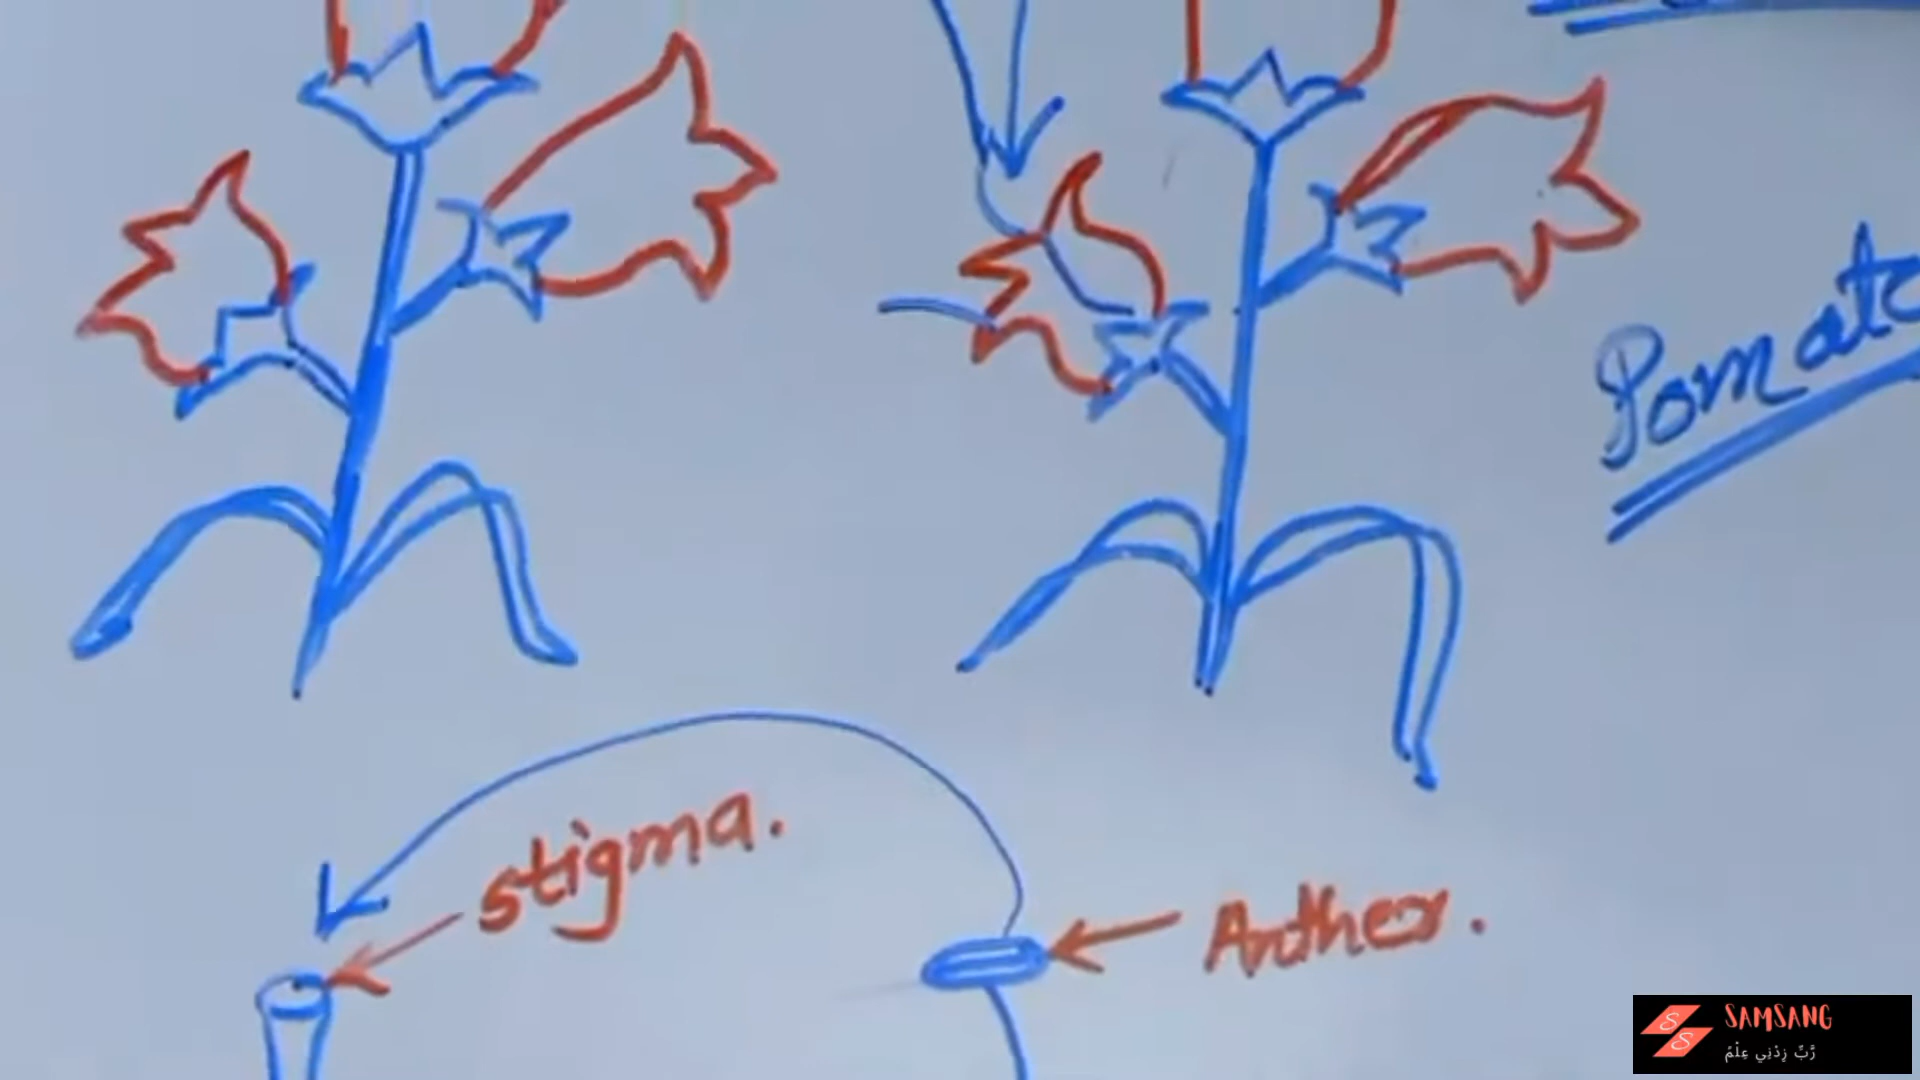 Pomato
stigma.
Anther.
SAMSANG
رَّبِّ زِدْنِي عِلْمً